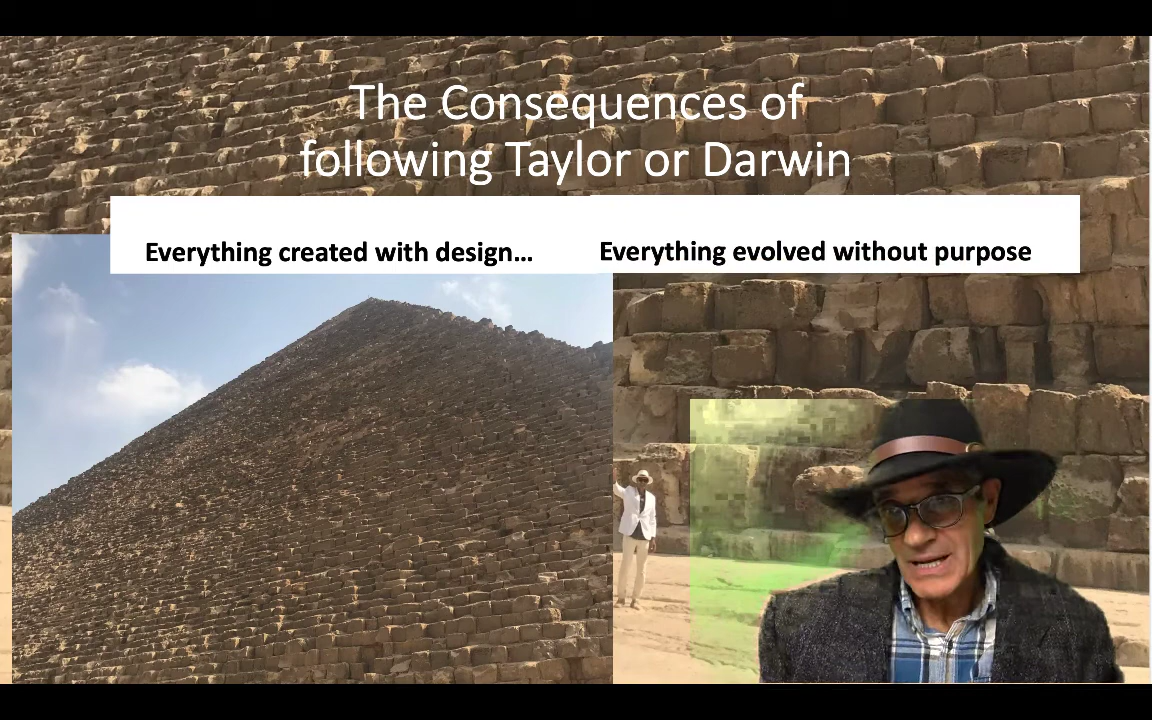 The Consequences of
following Taylor or Darwin
Everything created with design…
Everything evolved without purpose